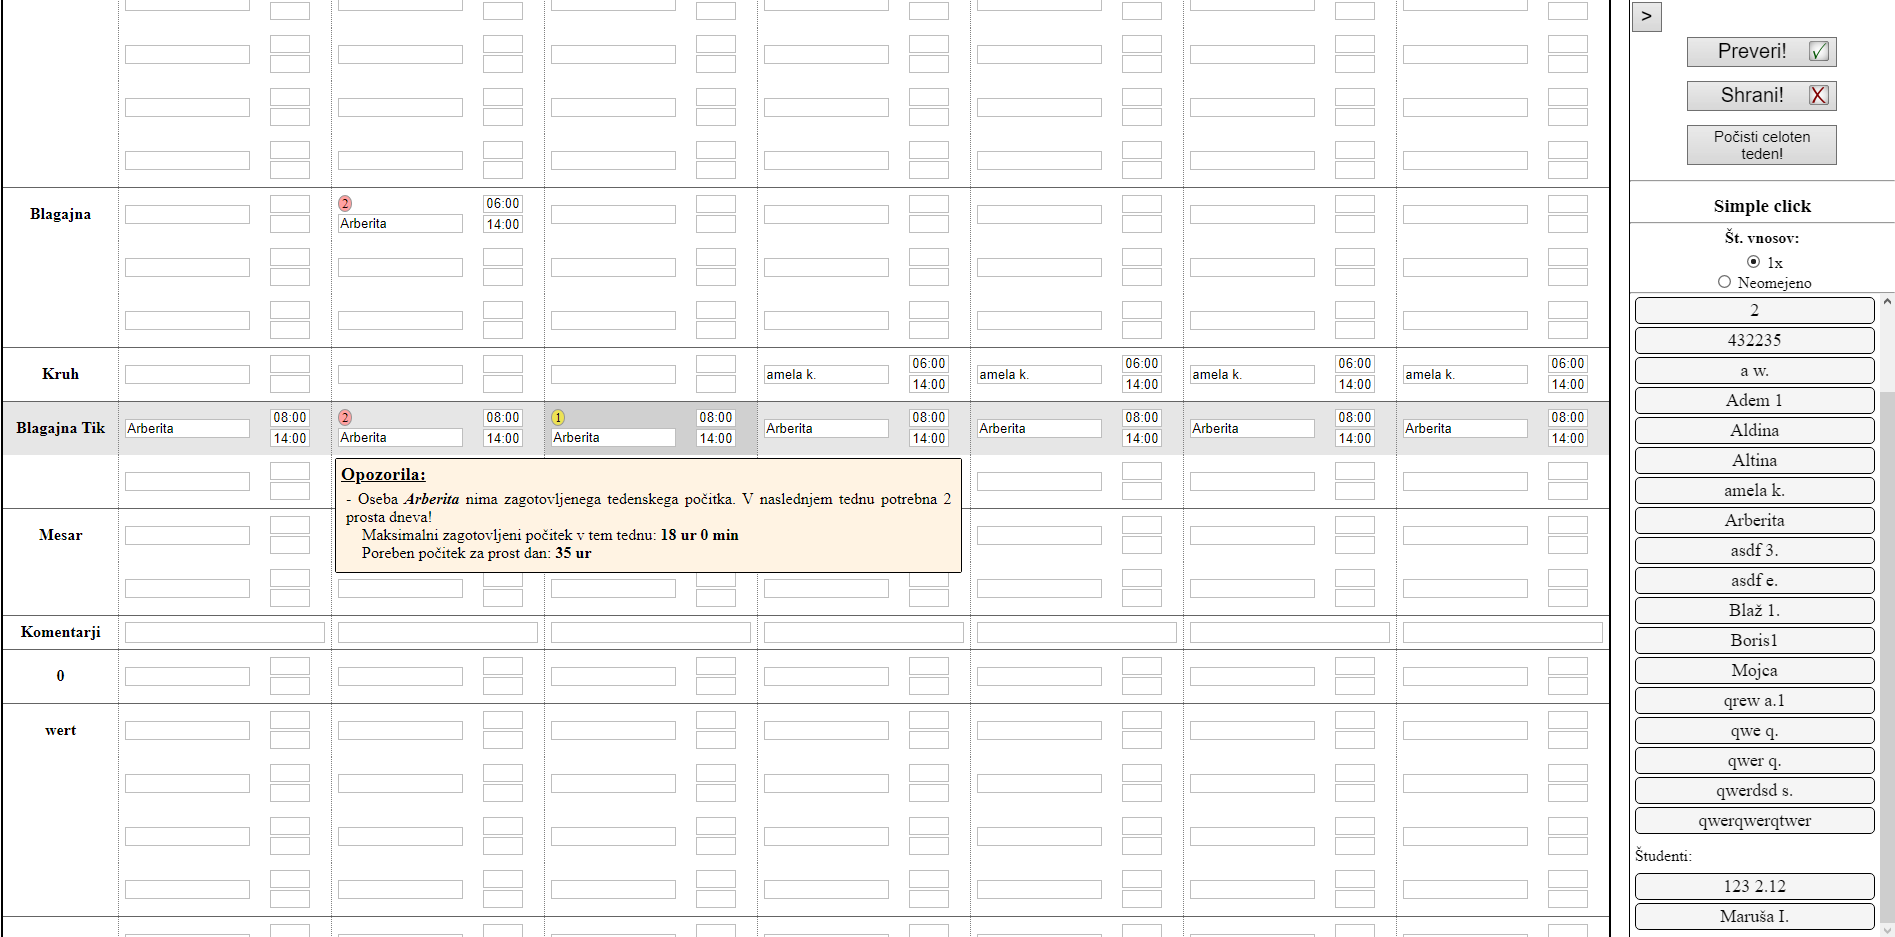 >
Preveri!
Shrani!
Počisti celoten
teden!
Simple click
Št. vnosov:
1x
Neomejeno
Blagajna
2
06:00
Arberita
14:00
Kruh
amela k.
06:00
14:00
amela k.
06:00
14:00
amela k.
06:00
14:00
amela k.
06:00
14:00
Blagajna Tik
Arberita
08:00
14:00
2
Arberita
08:00
14:00
1
Arberita
08:00
14:00
Arberita
08:00
14:00
Arberita
08:00
14:00
Arberita
08:00
14:00
Arberita
08:00
14:00
Opozorila:
- Oseba Arberita nima zagotovljenega tedenskega počitka. V naslednjem tednu potrebna 2
prosta dneva!
Maksimalni zagotovljeni počitek v tem tednu: 18 ur 0 min
Poreben počitek za prost dan: 35 ur
Mesar
Komentarji
0
wert
2
432235
a w.
Adem 1
Aldina
Altina
amela k.
Arberita
asdf 3.
asdf e.
Blaž 1.
Boris1
Mojca
qrew a.1
qwe q.
qwer q.
qwerdsd s.
qwerqwerqtwer
Študenti:
123 2.12
Maruša I.